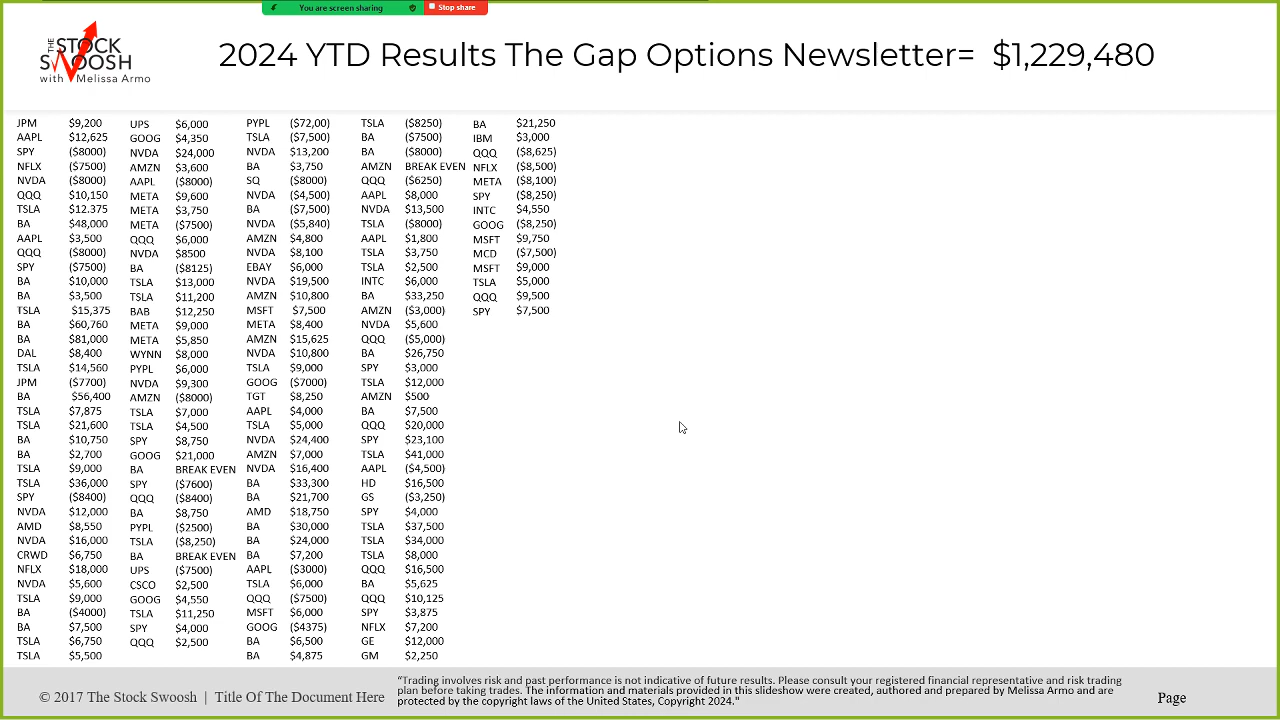 You are screen sharing
Stop share
THE STOCK
SWOOSH
with Melissa Armo
2024 YTD Results The Gap Options Newsletter= $1,229,480
JPM $9,200
AAPL $12,625
SPY ($8000)
NFLX ($7500)
NVDA ($8000)
QQQ $10,150
TSLA $12.375
BA $48,000
AAPL $3,500
QQQ ($8000)
SPY ($7500)
BA $10,000
BA $3,500
TSLA $15,375
BA $60,760
BA $81,000
DAL $8,400
TSLA $14,560
JPM ($7700)
BA $56,400
TSLA $7,875
TSLA $21,600
BA $10,750
BA $2,700
TSLA $9,000
TSLA $36,000
SPY ($8400)
NVDA $12,000
AMD $8,550
NVDA $16,000
CRWD $6,750
NFLX $18,000
NVDA $5,600
TSLA $9,000
BA ($4000)
BA $7,500
TSLA $6,750
TSLA $5,500
UPS $6,000
GOOG $4,350
NVDA $24,000
AMZN $3,600
AAPL ($8000)
META $9,600
META $3,750
META ($7500)
QQQ $6,000
NVDA $8500
BA ($8125)
TSLA $13,000
TSLA $11,200
BAB $12,250
META $9,000
META $5,850
WYNN $8,000
PYPL $6,000
NVDA $9,300
AMZN ($8000)
TSLA $7,000
TSLA $4,500
SPY $8,750
GOOG $21,000
BA BREAK EVEN
SPY ($7600)
QQQ ($8400)
BA $8,750
PYPL ($2500)
TSLA ($8,250)
BA BREAK EVEN
UPS ($7500)
CSCO $2,500
GOOG $4,550
TSLA $11,250
SPY $4,000
QQQ $2,500
PYPL ($72,00)
TSLA ($7,500)
NVDA $13,200
BA $3,750
SQ ($8000)
NVDA ($4,500)
BA ($7,500)
NVDA ($5,840)
AMZN $4,800
NVDA $8,100
EBAY $6,000
NVDA $19,500
AMZN $10,800
MSFT $7,500
META $8,400
AMZN $15,625
NVDA $10,800
TSLA $9,000
GOOG ($7000)
TGT $8,250
AAPL $4,000
TSLA $5,000
NVDA $24,400
AMZN $7,000
NVDA $16,400
BA $33,300
BA $21,700
AMD $18,750
BA $30,000
BA $24,000
BA $7,200
AAPL ($3000)
TSLA $6,000
QQQ ($7500)
MSFT $6,000
GOOG ($4375)
BA $6,500
BA $4,875
TSLA ($8250)
BA ($7500)
BA ($8000)
AMZN BREAK EVEN
QQQ ($6250)
AAPL $8,000
NVDA $13,500
TSLA ($8000)
AAPL $1,800
TSLA $3,750
TSLA $2,500
INTC $6,000
BA $33,250
AMZN ($3,000)
NVDA $5,600
QQQ ($5,000)
BA $26,750
SPY $3,000
TSLA $12,000
AMZN $500
BA $7,500
QQQ $20,000
SPY $23,100
TSLA $41,000
AAPL ($4,500)
HD $16,500
GS ($3,250)
SPY $4,000
TSLA $37,500
TSLA $34,000
TSLA $8,000
QQQ $16,500
BA $5,625
QQQ $10,125
SPY $3,875
NFLX $7,200
GE $12,000
GM $2,250
BA $21,250
IBM $3,000
QQQ ($8,625)
NFLX ($8,500)
META ($8,100)
SPY ($8,250)
INTC $4,550
GOOG ($8,250)
MSFT $9,750
MCD ($7,500)
MSFT $9,000
TSLA $5,000
QQQ $9,500
SPY $7,500
© 2017 The Stock Swoosh | Title Of The Document Here
“Trading involves risk and past performance is not indicative of future results. Please consult your registered financial representative and risk trading
plan before taking trades. The information and materials provided in this slideshow were created, authored and prepared by Melissa Armo and are
protected by the copyright laws of the United States, Copyright 2024."
Page